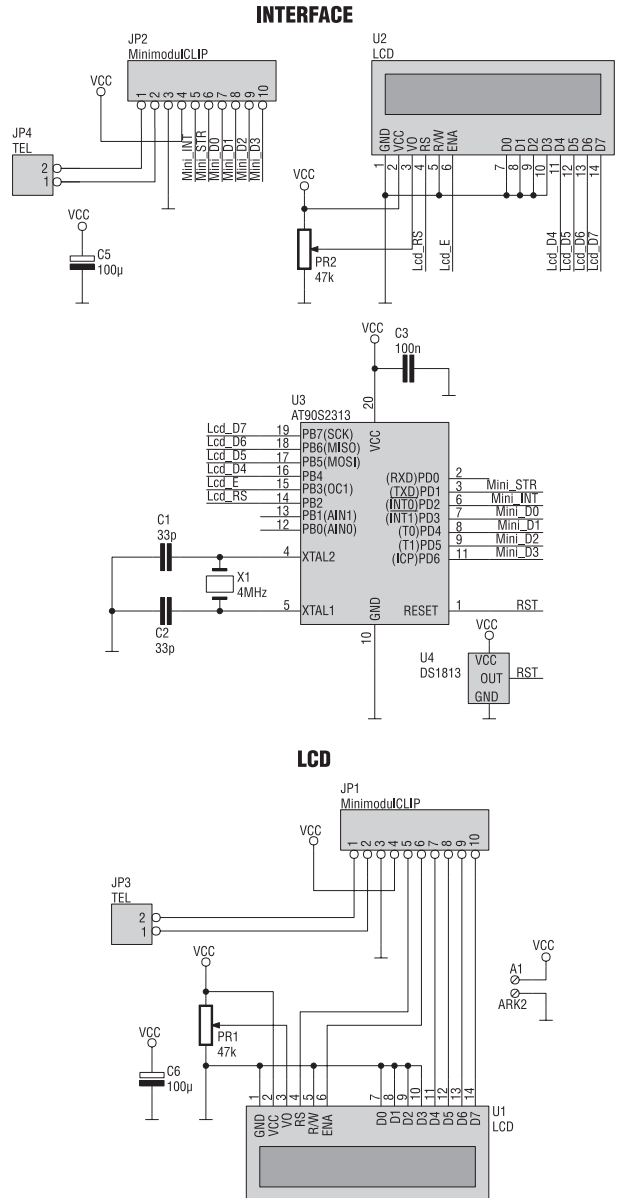 INTERFACE
JP2
MinimodulCLIP
VCC
1 2 3 4 5 6 7 8 9 10
Mini_INT
Mini_STR
Mini_D0
Mini_D1
Mini_D2
Mini_D3
JP4
TEL
2
1
VCC
C5
100µ
U2
LCD
GND VCC VO RS R/W ENA D0 D1 D2 D3 D4 D5 D6 D7
1 2 3 4 5 6 7 8 9 10 11 12 13 14
VCC
PR2
47k
Lcd_RS
Lcd_E
Lcd_D4
Lcd_D5
Lcd_D6
Lcd_D7
VCC
C3
100n
20
U3
AT90S2313
VCC
Lcd_D7 19 PB7(SCK)
Lcd_D6 18 PB6(MISO)
Lcd_D5 17 PB5(MOSI)
Lcd_D4 16 PB4
Lcd_E 15 PB3(OC1)
Lcd_RS 14 PB2
13 PB1(AIN1)
12 PB0(AIN0)
(RXD)PD0 2
(TXD)PD1 3 Mini_STR
(INT0)PD2 6 Mini_INT
(INT1)PD3 7 Mini_D0
(T0)PD4 8 Mini_D1
(T1)PD5 9 Mini_D2
(ICP)PD6 11 Mini_D3
C1
33p
4 XTAL2
X1
4MHz
5 XTAL1
C2
33p
GND
10
RESET 1 RST
VCC
U4
DS1813
VCC
OUT RST
GND
LCD
JP1
MinimodulCLIP
VCC
1 2 3 4 5 6 7 8 9 10
JP3
TEL
2
1
VCC
A1
ARK2
VCC
PR1
47k
VCC
C6
100µ
1 2 3 4 5 6 7 8 9 10 11 12 13 14
GND VCC VO RS R/W ENA D0 D1 D2 D3 D4 D5 D6 D7
U1
LCD